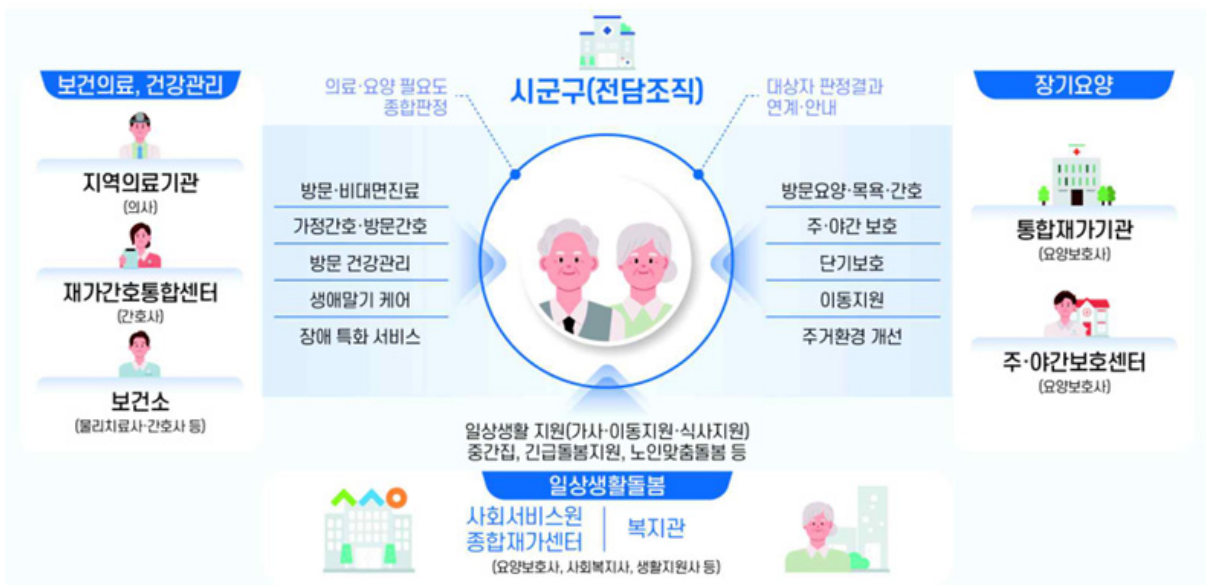 시군구(전담조직)
의료·요양 필요도
종합판정
대상자 판정결과
연계·안내
보건의료, 건강관리
지역의료기관
(의사)
재가간호통합센터
(간호사)
보건소
(물리치료사·간호사 등)
방문·비대면진료
가정간호·방문간호
방문 건강관리
생애말기 케어
장애 특화 서비스
방문요양·목욕·간호
주·야간 보호
단기보호
이동지원
주거환경 개선
장기요양
통합재가기관
(요양보호사)
주·야간보호센터
(요양보호사)
일상생활 지원(가사·이동지원·식사지원)
중간집, 긴급돌봄지원, 노인맞춤돌봄 등
일상생활돌봄
사회서비스원
종합재가센터
복지관
(요양보호사, 사회복지사, 생활지원사 등)